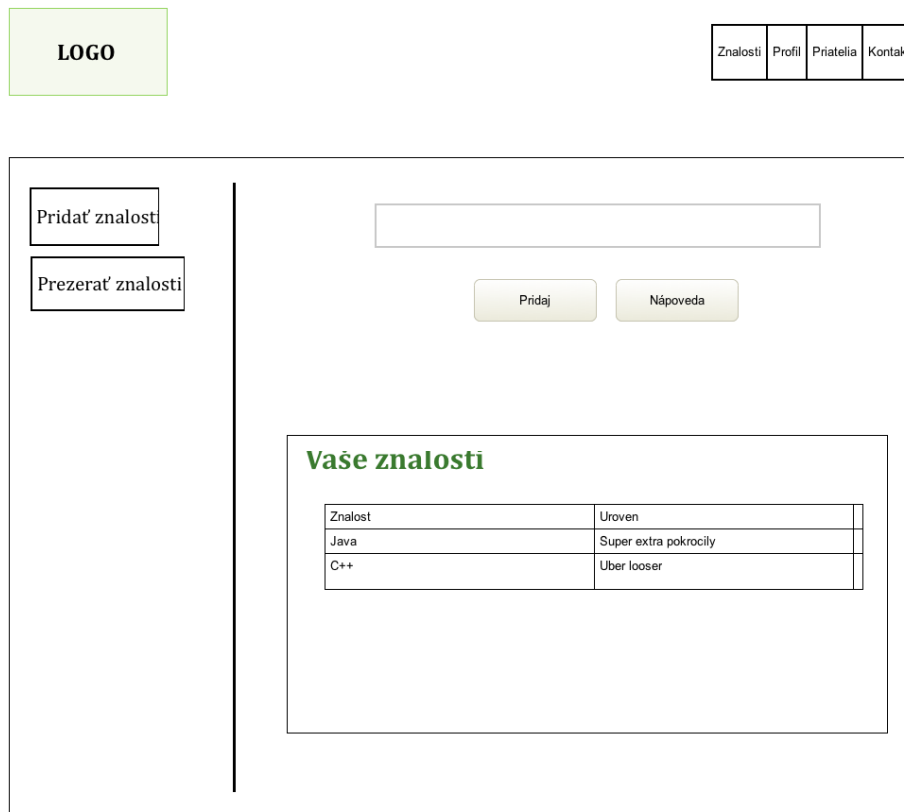 LOGO
Znalosti Profil Priatelia Kontak
Pridať znalosti
Prezerať znalosti
Pridaj Nápoveda
Vaše znalosti
Znalost Uroven
Java Super extra pokrocily
C++ Uber looser